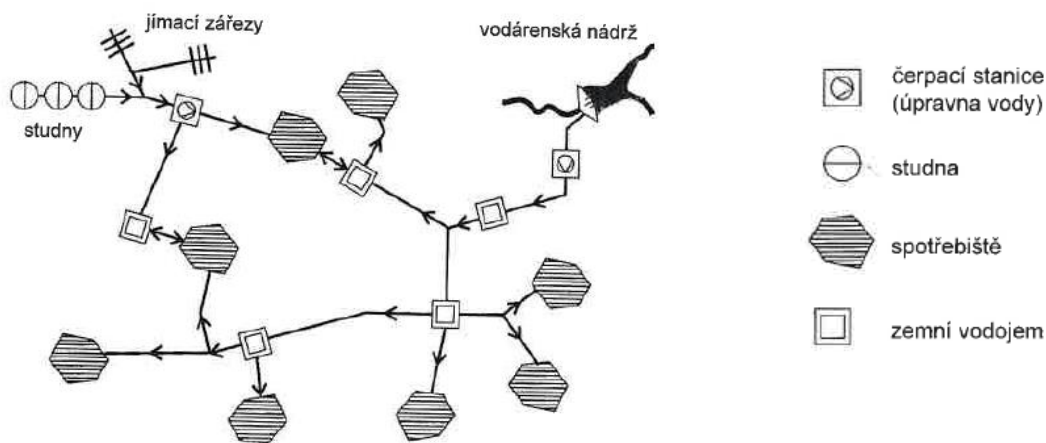 jímací zářezy
vodárenská nádrž
studny
čerpací stanice
(úpravna vody)
studna
spotřebiště
zemní vodojem